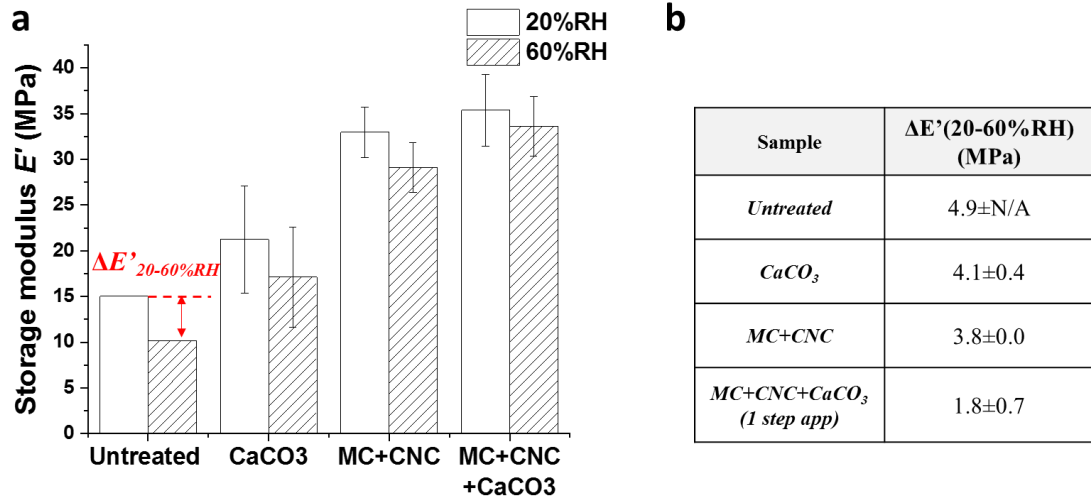 a
20%RH
60%RH
Storage modulus E' (MPa)
40
35
30
25
20
15
10
5
0
ΔE’20-60%RH
Untreated
CaCO3
MC+CNC
MC+CNC
+CaCO3
b
Sample
ΔE’(20-60%RH)
(MPa)
Untreated
4.9±N/A
CaCO3
4.1±0.4
MC+CNC
3.8±0.0
MC+CNC+CaCO3
(1 step app)
1.8±0.7